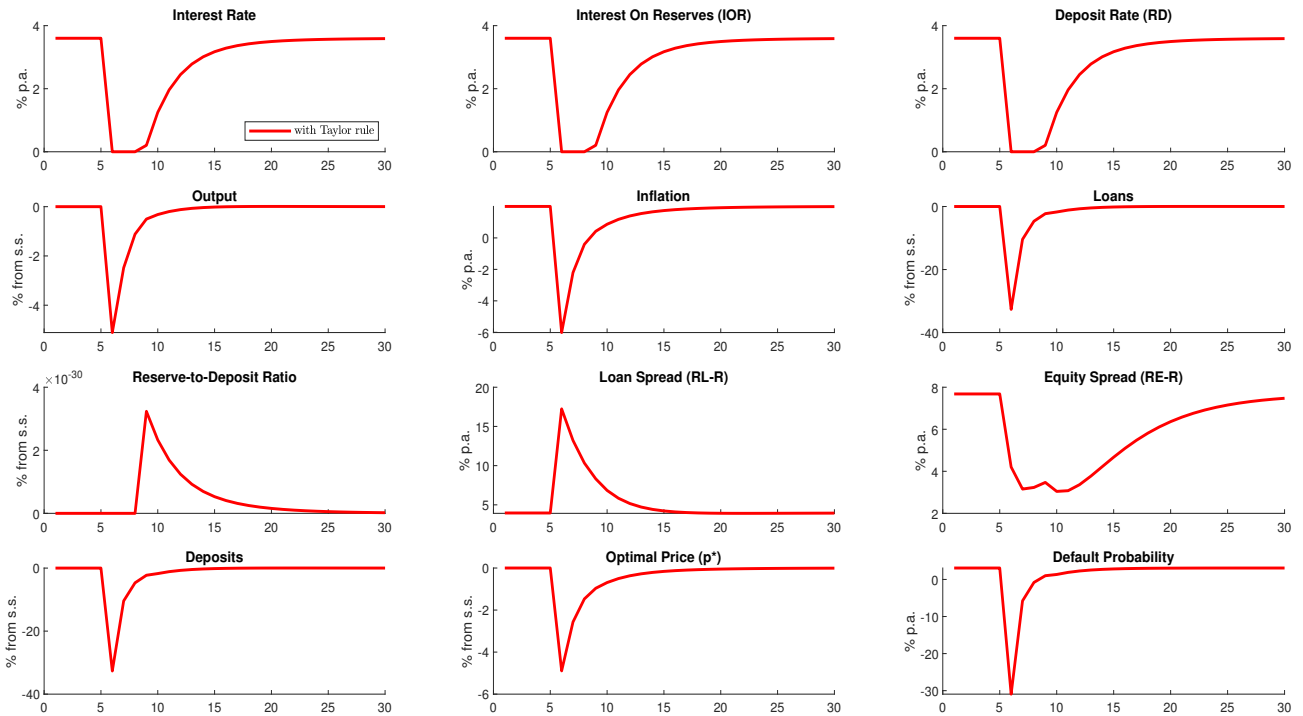 Interest Rate
% p.a.
4
2
0
0 5 10 15 20 25 30
with Taylor rule
Interest On Reserves (IOR)
% p.a.
4
2
0
0 5 10 15 20 25 30
Deposit Rate (RD)
% p.a.
4
2
0
0 5 10 15 20 25 30
Output
% from s.s.
0
-2
-4
0 5 10 15 20 25 30
Inflation
% p.a.
0
-2
-4
-6
0 5 10 15 20 25 30
Loans
% from s.s.
0
-20
-40
0 5 10 15 20 25 30
Reserve-to-Deposit Ratio
×10^-30
% from s.s.
4
2
0
0 5 10 15 20 25 30
Loan Spread (RL-R)
% p.a.
20
15
10
5
0 5 10 15 20 25 30
Equity Spread (RE-R)
% p.a.
8
6
4
2
0 5 10 15 20 25 30
Deposits
% from s.s.
0
-20
-40
0 5 10 15 20 25 30
Optimal Price (p*)
% from s.s.
0
-2
-4
-6
0 5 10 15 20 25 30
Default Probability
% p.a.
0
-10
-20
-30
0 5 10 15 20 25 30